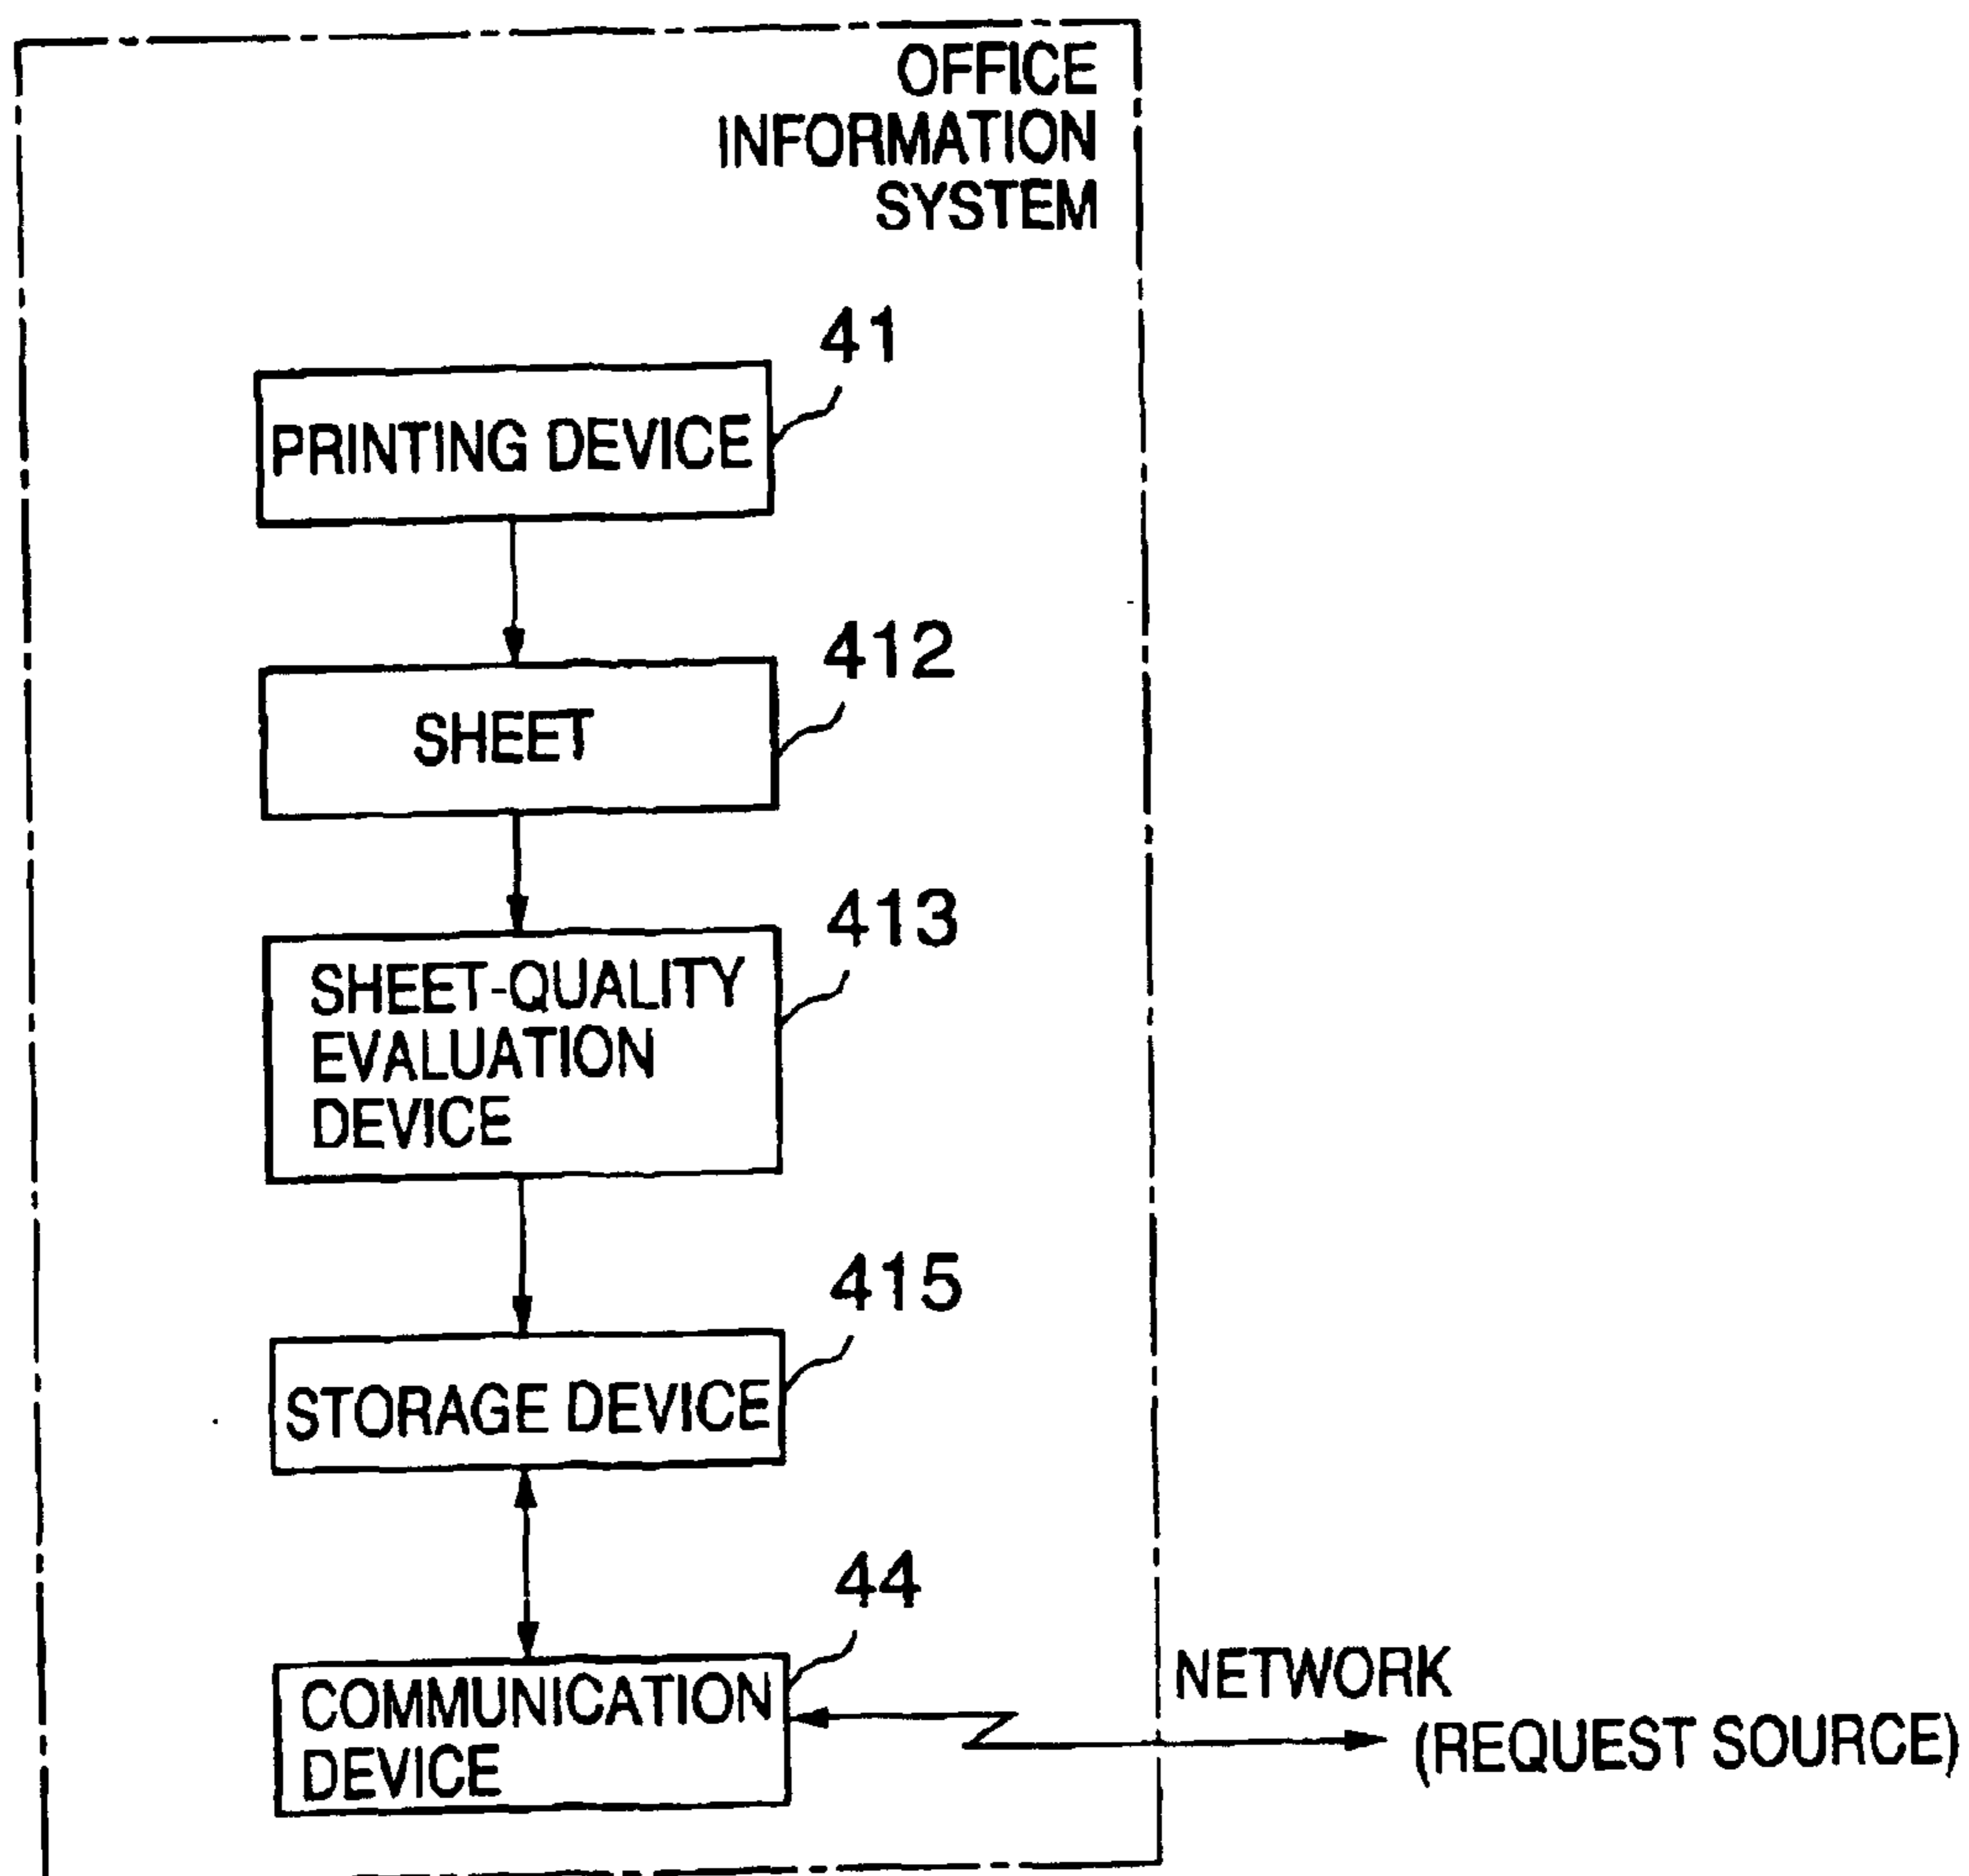 OFFICE
INFORMATION
SYSTEM
41
PRINTING DEVICE
412
SHEET
413
SHEET-QUALITY
EVALUATION
DEVICE
415
STORAGE DEVICE
44
COMMUNICATION
DEVICE
NETWORK
(REQUEST SOURCE)